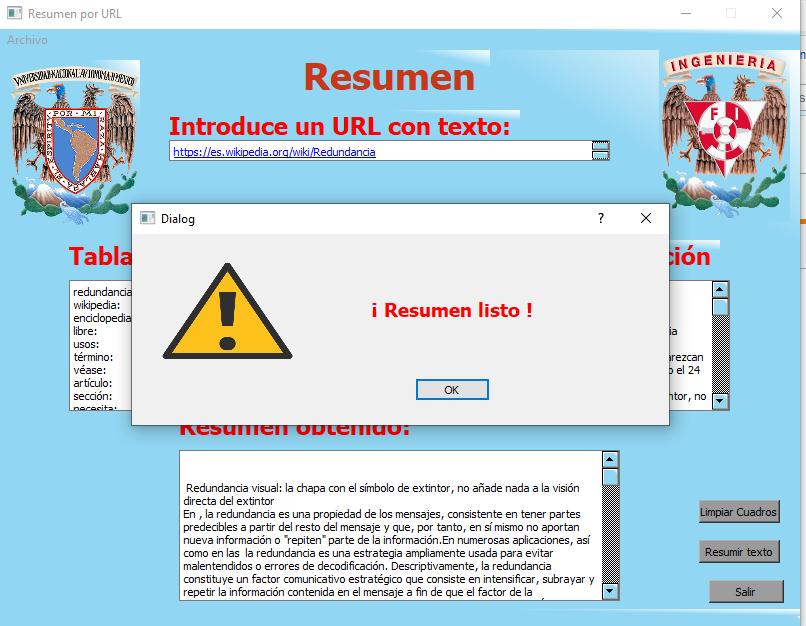 Resumen por URL
Archivo
UNIVERSIDAD NACIONAL AVTONOMA DE MEXICO
POR MI RAZA HABLARA EL ESPIRITU
INGENIERIA
F I
Resumen
Introduce un URL con texto:
https://es.wikipedia.org/wiki/Redundancia
Dialog
?
¡ Resumen listo !
OK
Tabla
ción
redundancia
wikipedia:
enciclopedia
libre:
usos:
término:
véase:
artículo:
sección:
necesita:
ia
arezcan
o el 24
ntor, no
Resumen obtenido:
Redundancia visual: la chapa con el símbolo de extintor, no añade nada a la visión
directa del extintor
En , la redundancia es una propiedad de los mensajes, consistente en tener partes
predecibles a partir del resto del mensaje y que, por tanto, en sí mismo no aportan
nueva información o "repiten" parte de la información.En numerosas aplicaciones, así
como en las  la redundancia es una estrategia ampliamente usada para evitar
malentendidos o errores de decodificación. Descriptivamente, la redundancia
constituye un factor comunicativo estratégico que consiste en intensificar, subrayar y
repetir la información contenida en el mensaje a fin de que el factor de la
Limpiar Cuadros
Resumir texto
Salir